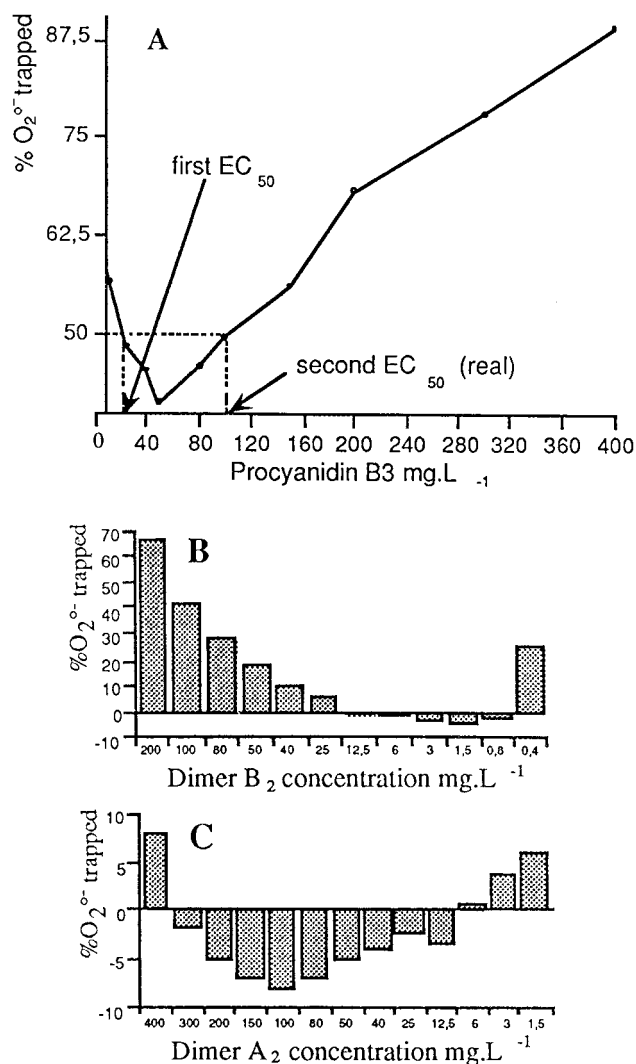 A
% O₂°⁻ trapped
87,5
75
62,5
50
first EC 50
second EC 50 (real)
0 40 80 120 160 200 240 280 320 360 400
Procyanidin B3 mg.L -1
B
%O₂°⁻ trapped
70
60
50
40
30
20
10
0
-10
200 100 80 50 40 25 12,5 6 3 1,5 0,8 0,4
Dimer B₂ concentration mg.L -1
C
%O₂°⁻ trapped
10
5
0
-5
-10
400 300 200 150 100 80 50 40 25 12,5 6 3 1,5
Dimer A₂ concentration mg.L -1